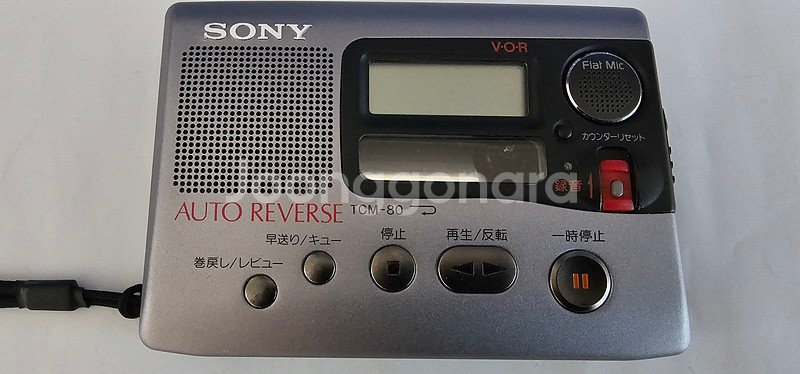 SONY
V·O·R
Flat Mic
カウンターリセット
録音
Joonagonara
AUTO REVERSE TCM-80
早送り/キュー
停止
再生/反転
一時停止
巻戻し/レビュー